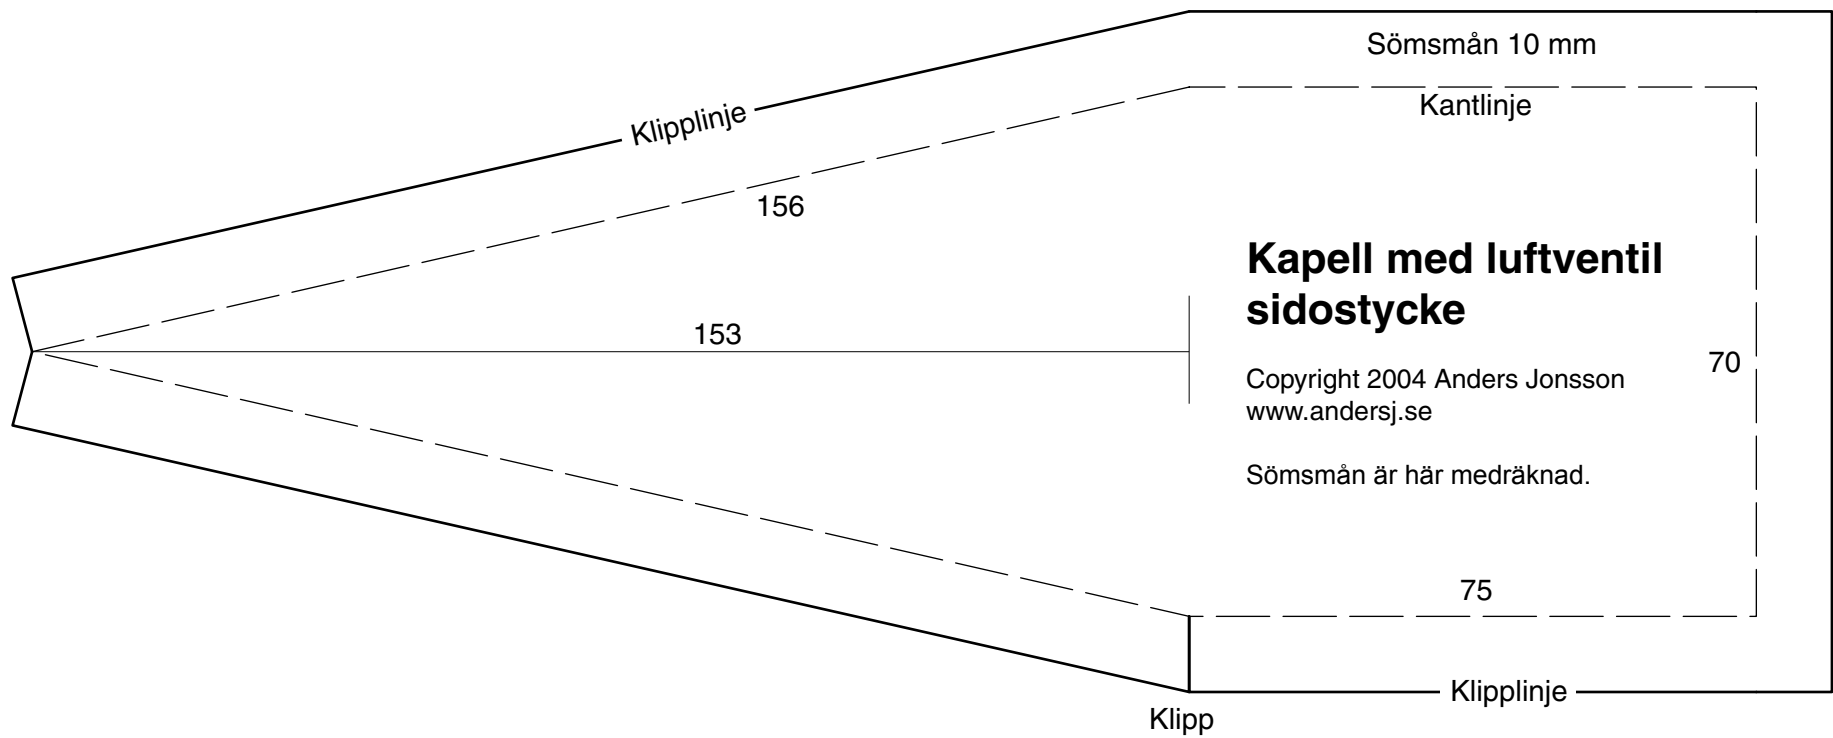 Sömsmån 10 mm
Klipplinje
Kantlinje
156
Kapell med luftventil
sidostycke
153
70
Copyright 2004 Anders Jonsson
www.andersj.se
Sömsmån är här medräknad.
75
Klipplinje
Klipp